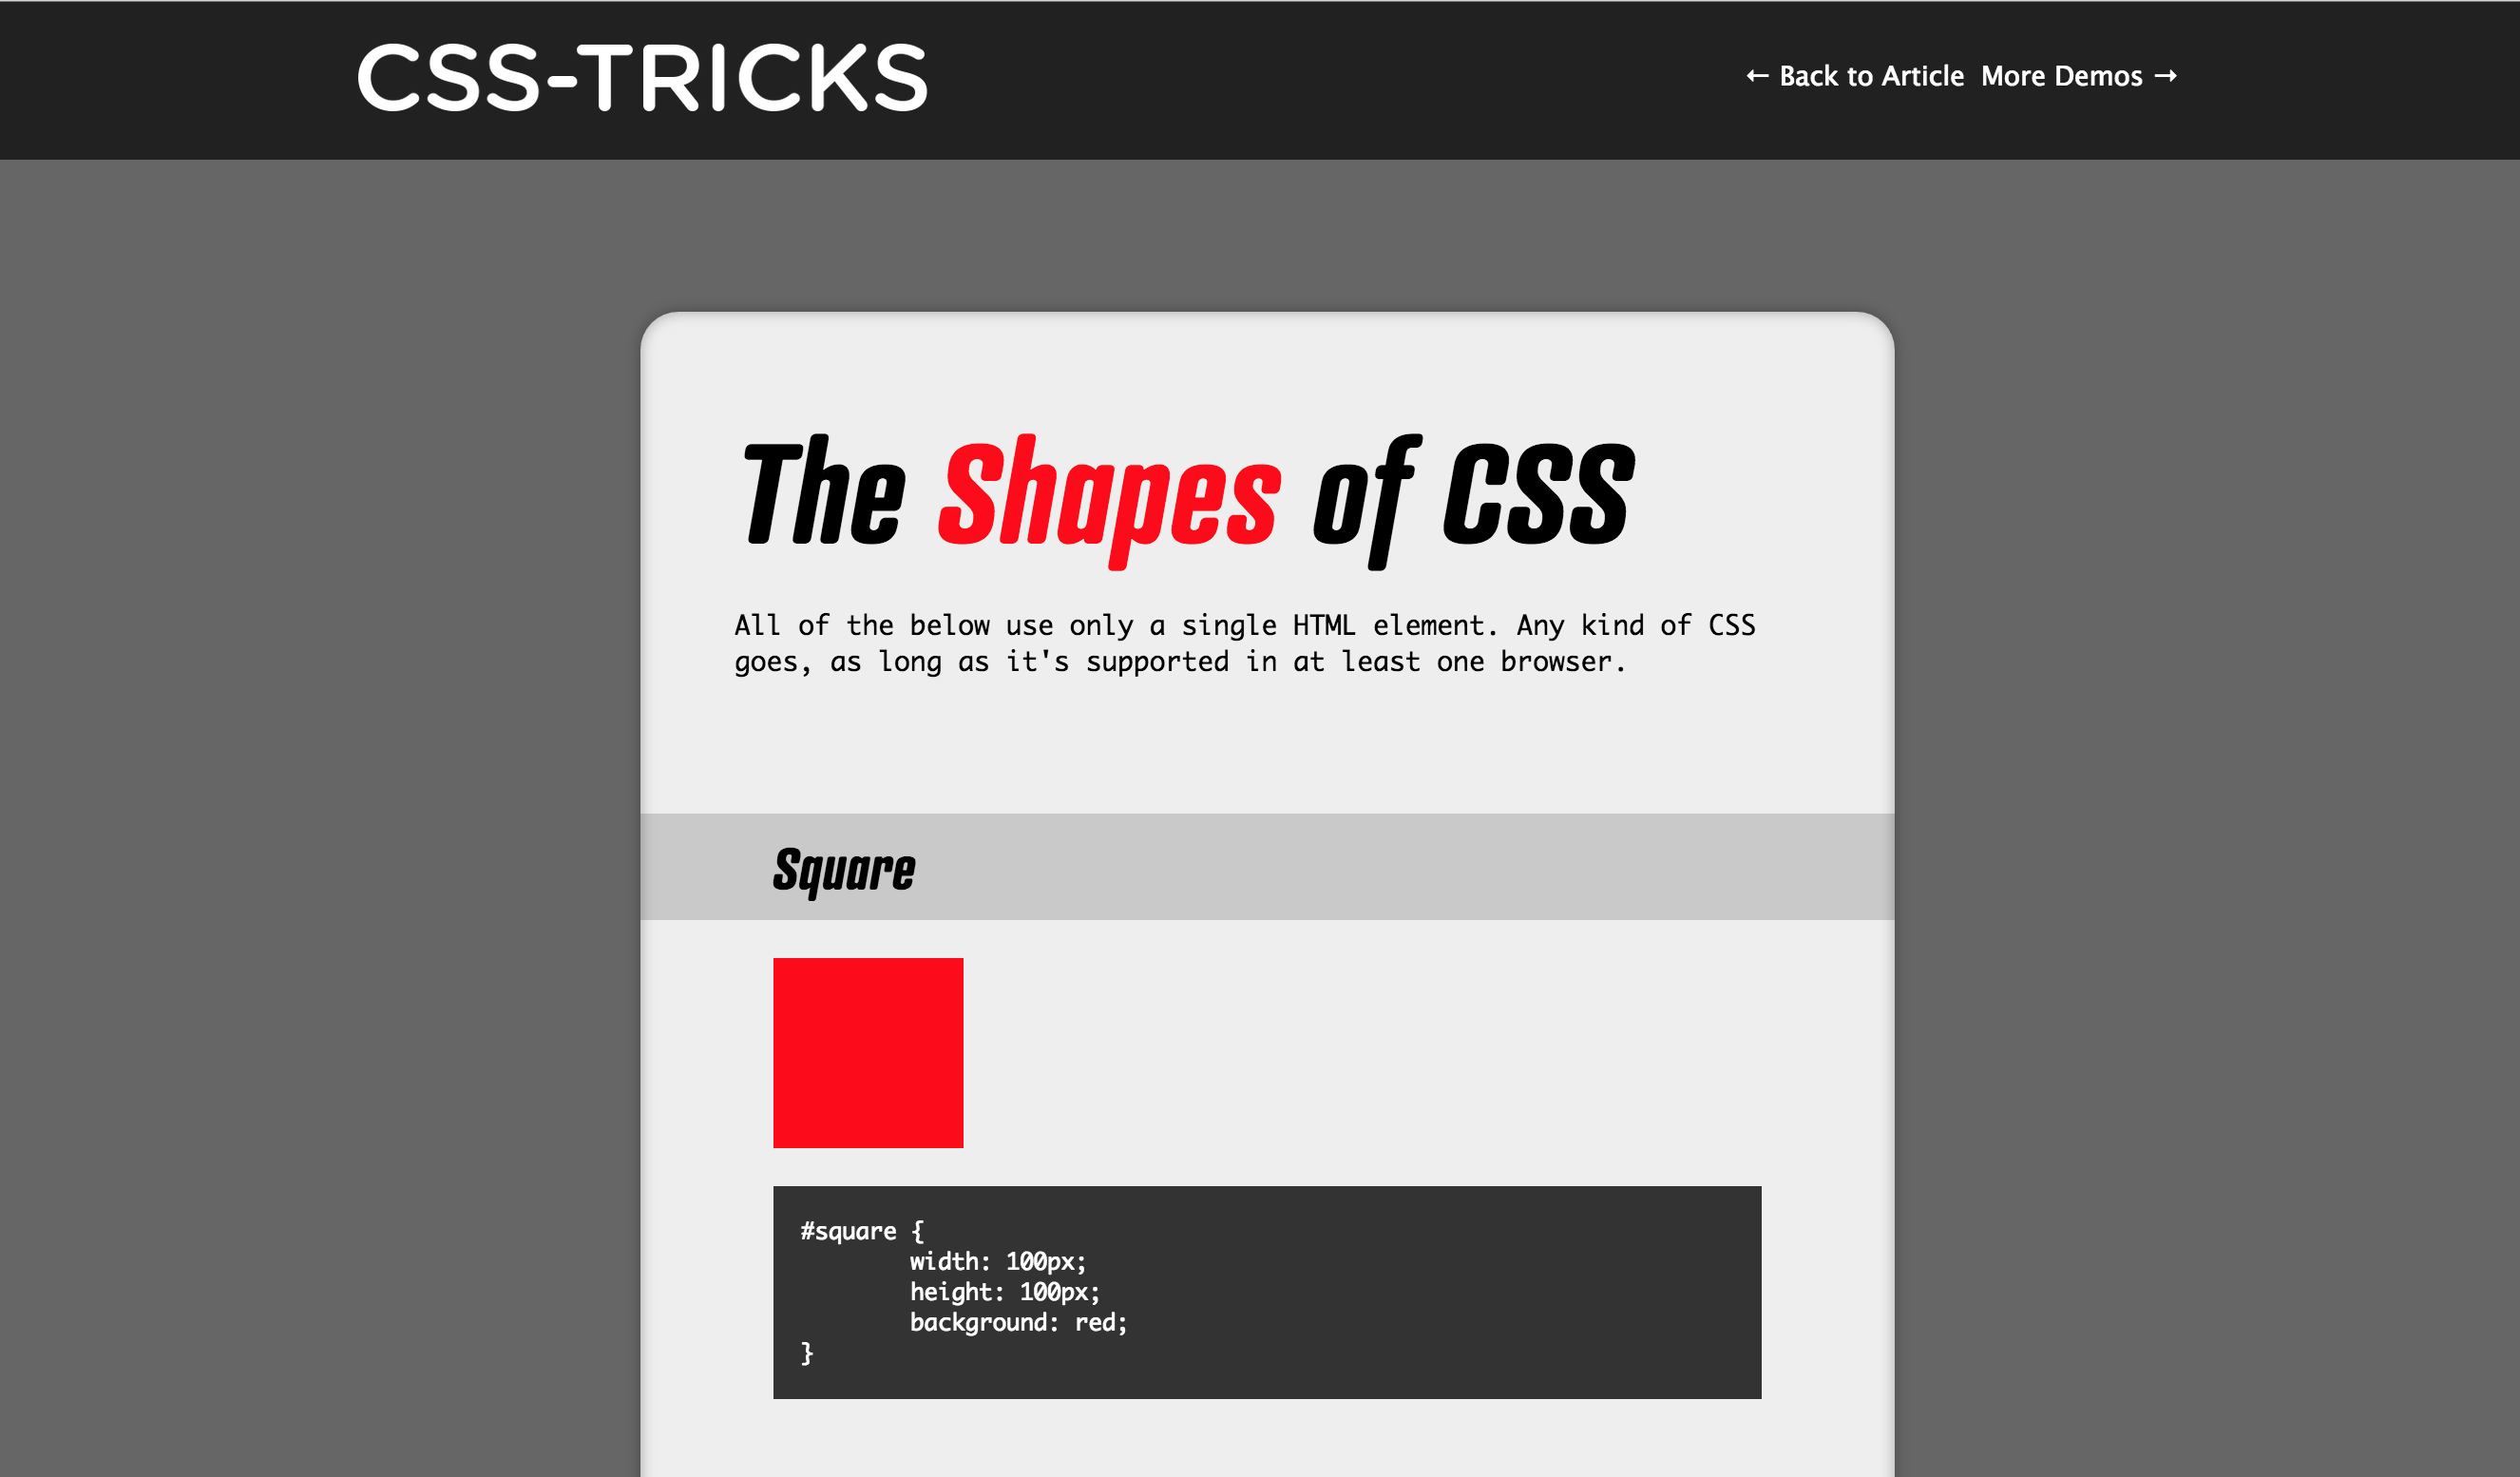 CSS-TRICKS
← Back to Article More Demos →
The Shapes of CSS
All of the below use only a single HTML element. Any kind of CSS
goes, as long as it's supported in at least one browser.
Square
#square {
        width: 100px;
        height: 100px;
        background: red;
}